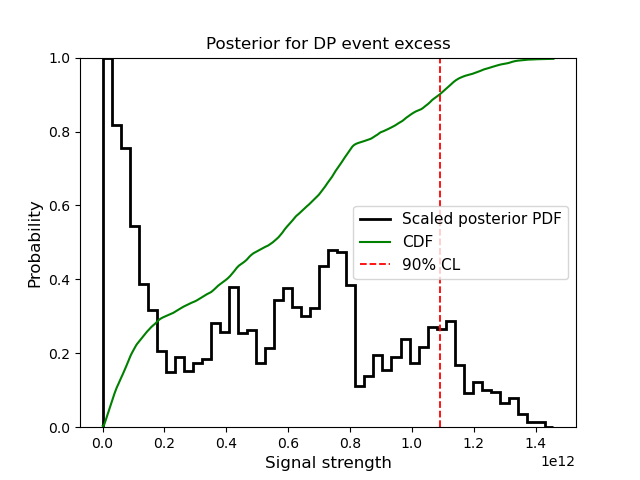 Posterior for DP event excess
1.0
0.8
0.6
0.4
0.2
0.0
Probability
Scaled posterior PDF
CDF
90% CL
0.0 0.2 0.4 0.6 0.8 1.0 1.2 1.4
1e12
Signal strength